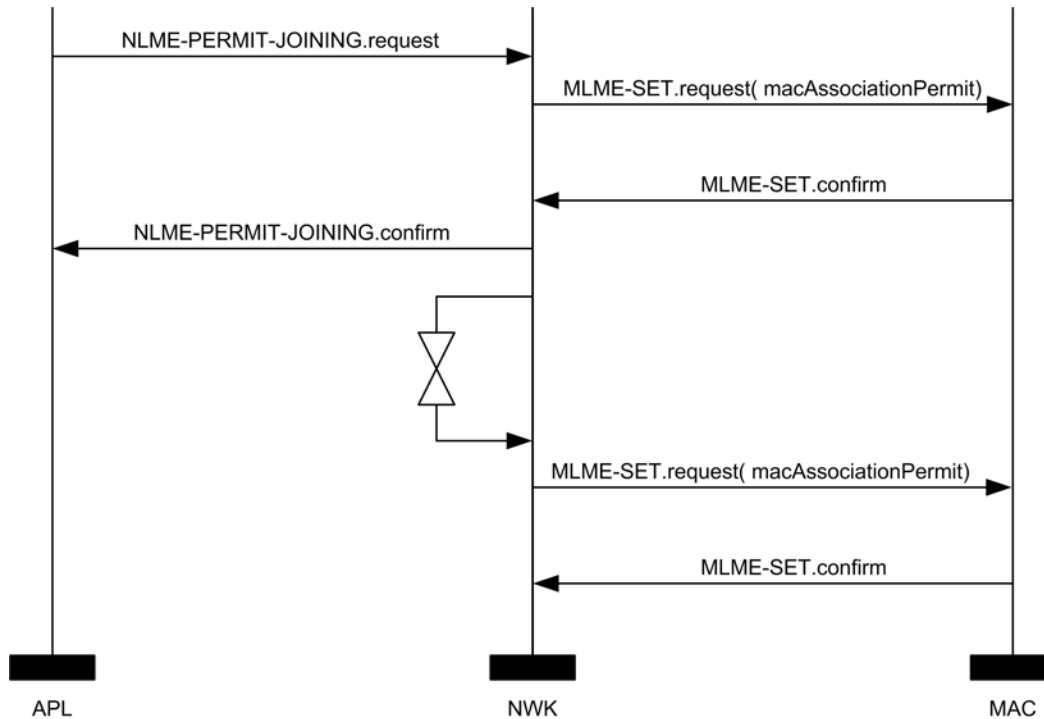 NLME-PERMIT-JOINING.request
MLME-SET.request( macAssociationPermit)
MLME-SET.confirm
NLME-PERMIT-JOINING.confirm
MLME-SET.request( macAssociationPermit)
MLME-SET.confirm
APL
NWK
MAC